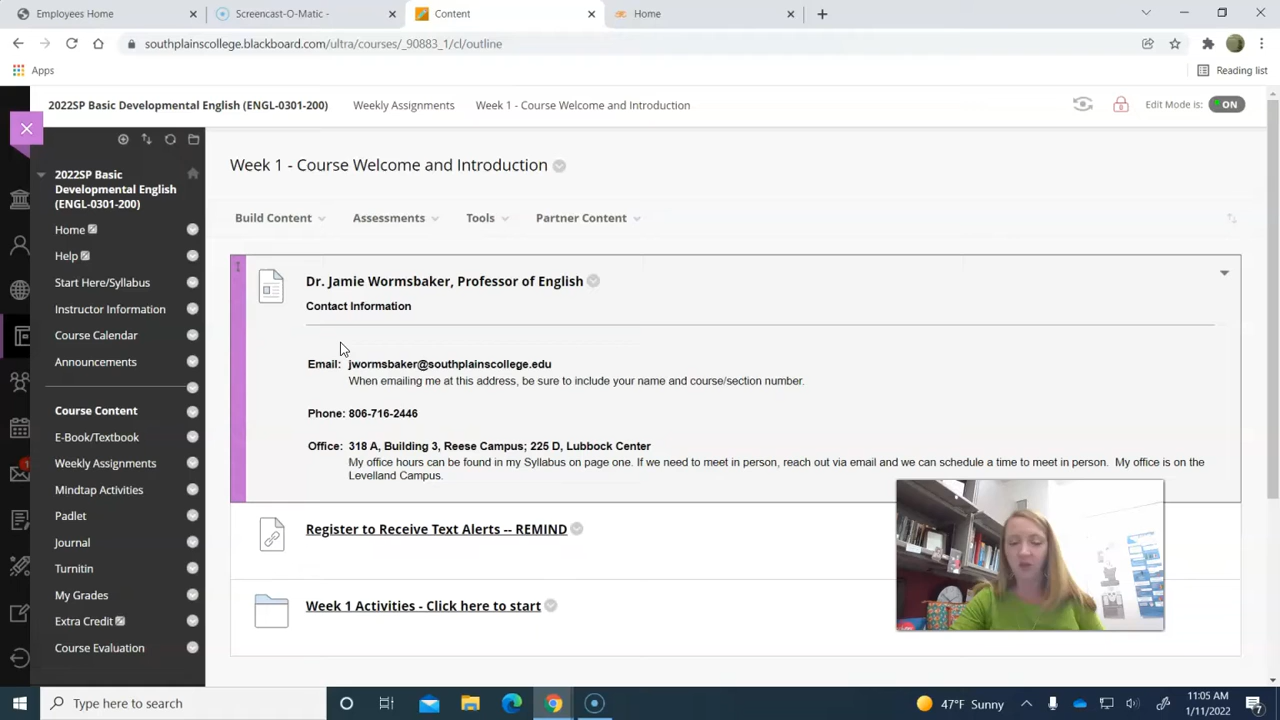 Employees Home
Screencast-O-Matic -
Content
Home
southplainscollege.blackboard.com/ultra/courses/_90883_1/cl/outline
Apps
Reading list
2022SP Basic Developmental English (ENGL-0301-200)
Weekly Assignments
Week 1 - Course Welcome and Introduction
Edit Mode is:
ON
2022SP Basic
Developmental English
(ENGL-0301-200)
Home
Help
Start Here/Syllabus
Instructor Information
Course Calendar
Announcements
Course Content
E-Book/Textbook
Weekly Assignments
Mindtap Activities
Padlet
Journal
Turnitin
My Grades
Extra Credit
Course Evaluation
Week 1 - Course Welcome and Introduction
Build Content
Assessments
Tools
Partner Content
Dr. Jamie Wormsbaker, Professor of English
Contact Information
Email: jwormsbaker@southplainscollege.edu
When emailing me at this address, be sure to include your name and course/section number.
Phone: 806-716-2446
Office: 318 A, Building 3, Reese Campus; 225 D, Lubbock Center
My office hours can be found in my Syllabus on page one. If we need to meet in person, reach out via email and we can schedule a time to meet in person. My office is on the
Levelland Campus.
Register to Receive Text Alerts -- REMIND
Week 1 Activities - Click here to start
Type here to search
47°F Sunny
11:05 AM
1/11/2022
7